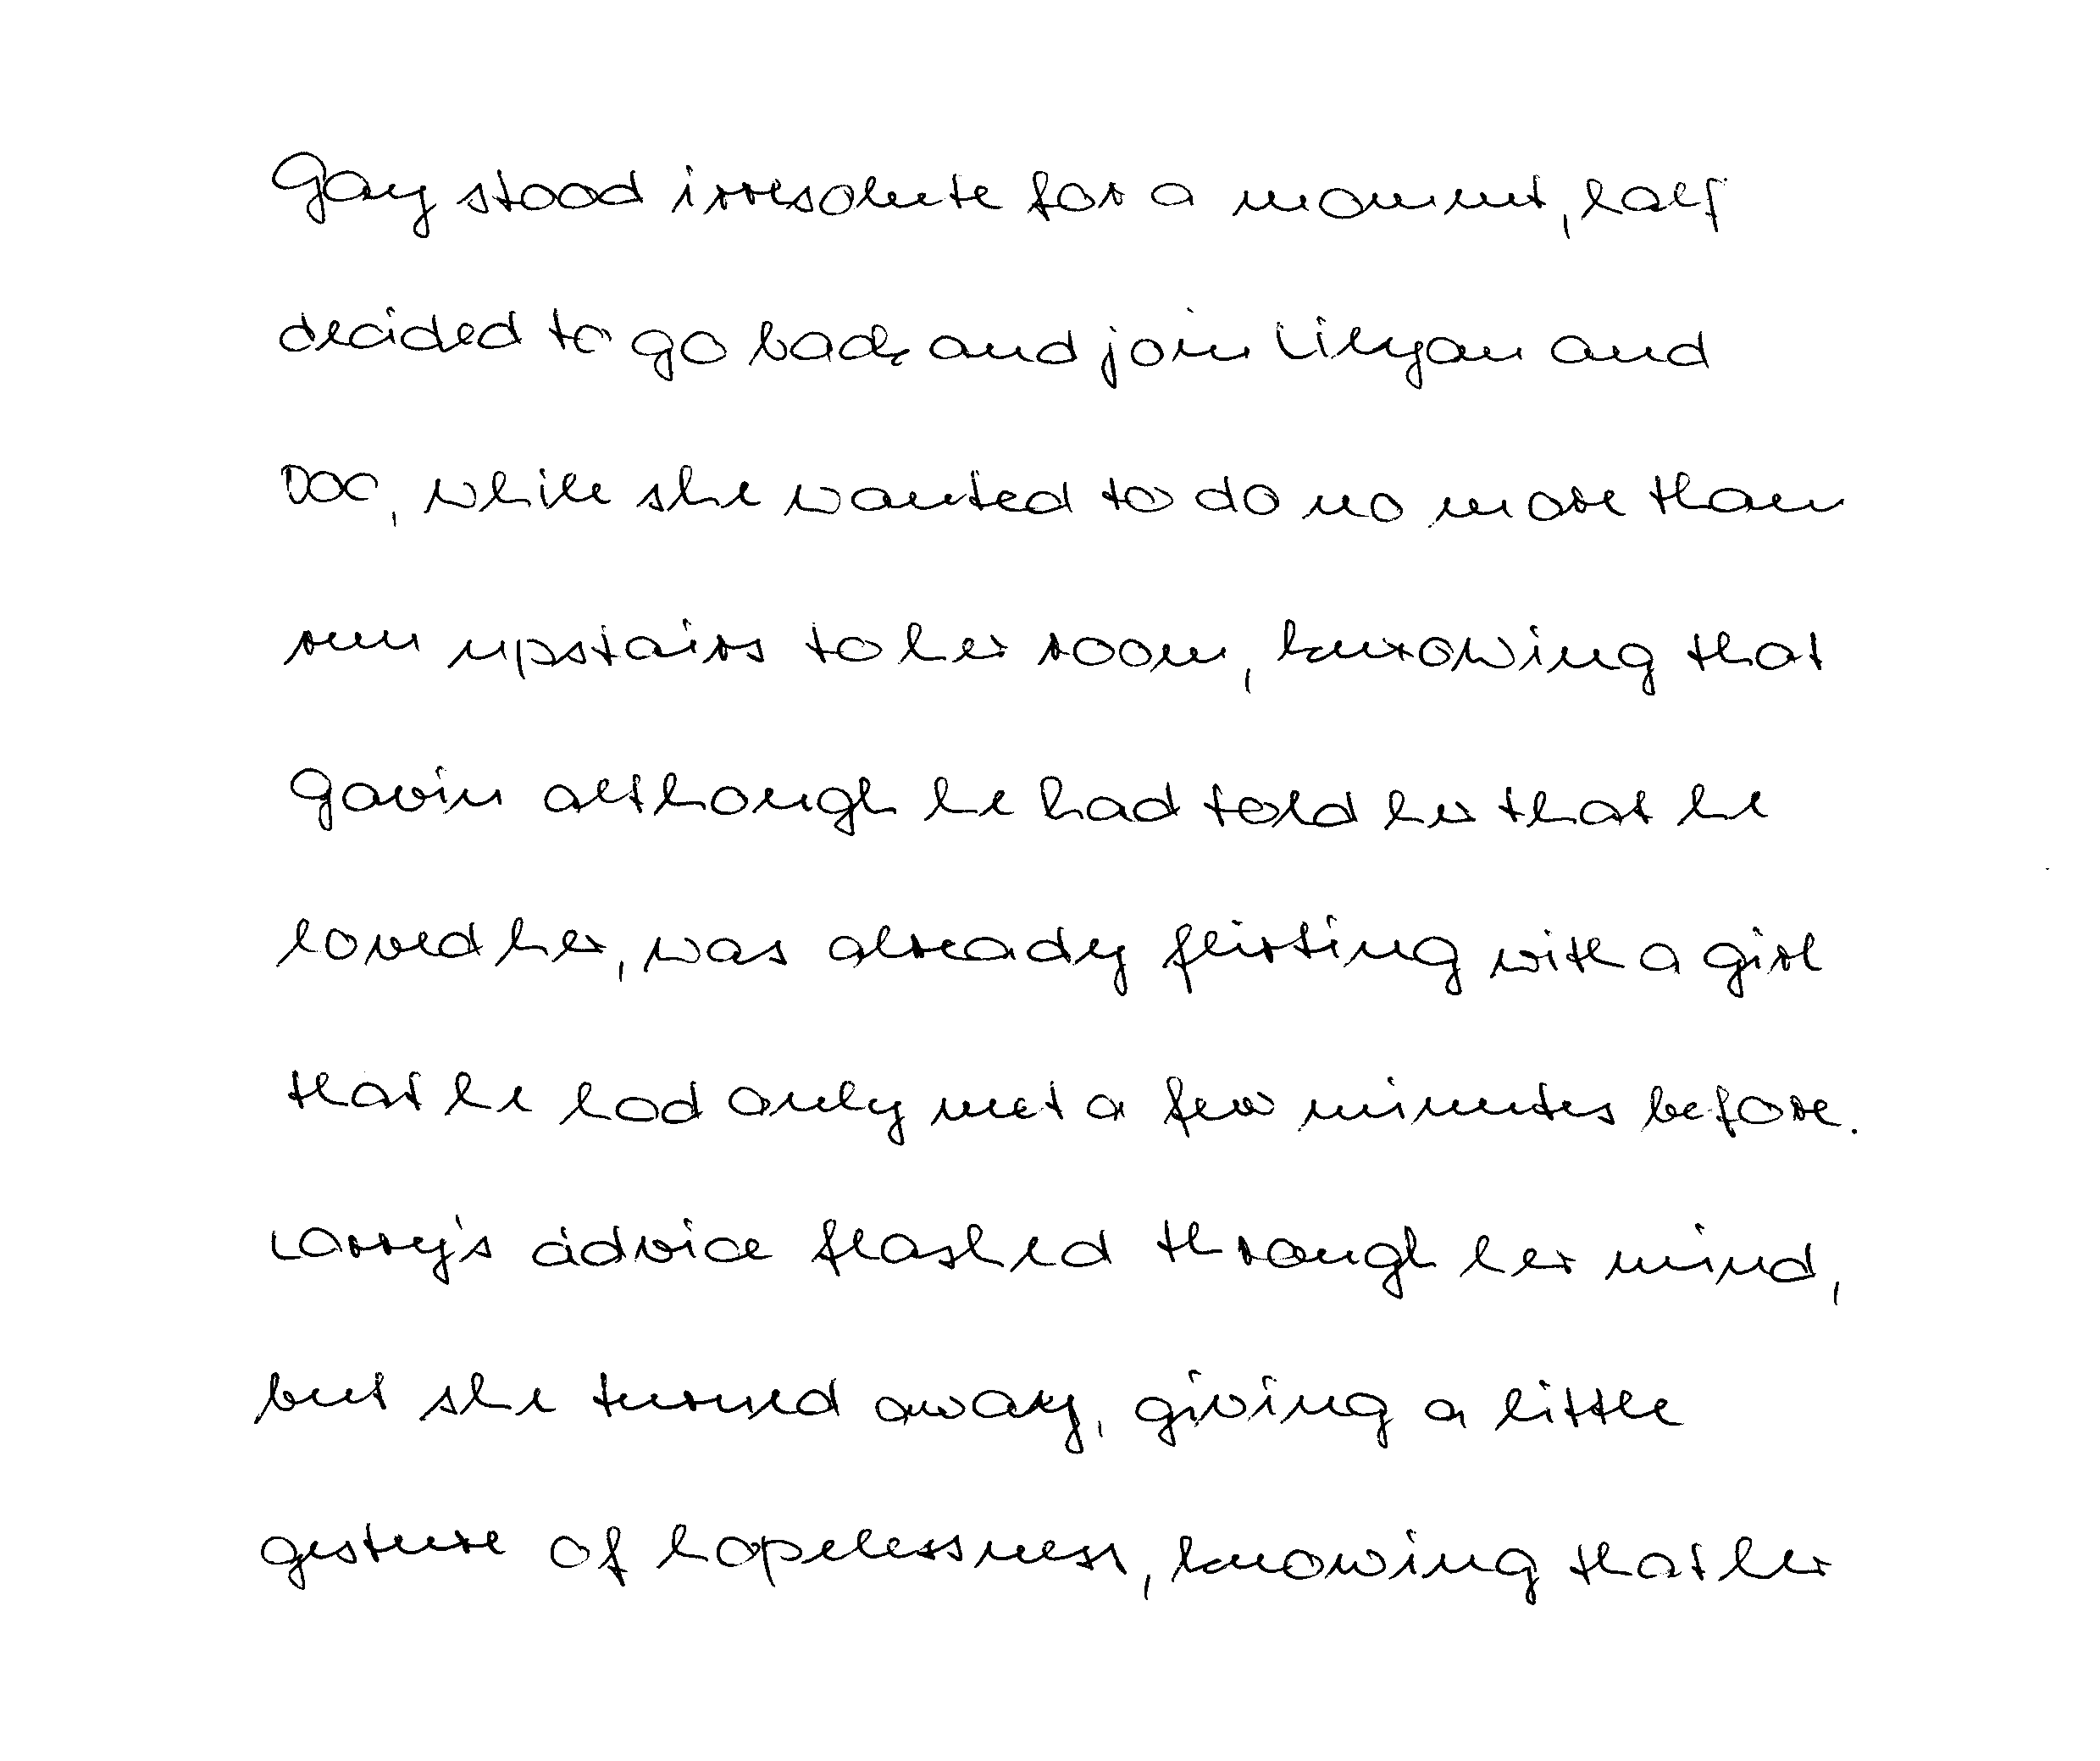 Gay stood irresolute for a moment, half
decided to go back and join Lilyan and
Doc, while she wanted to do no more than
run upstairs to her room, knowing that
Gavin although he had told her that he
loved her, was already flirting with a girl
that he had only met a few minutes before.
Larry's advice flashed through her mind,
but she turned away, giving a little
gesture of hopelessness, knowing that her